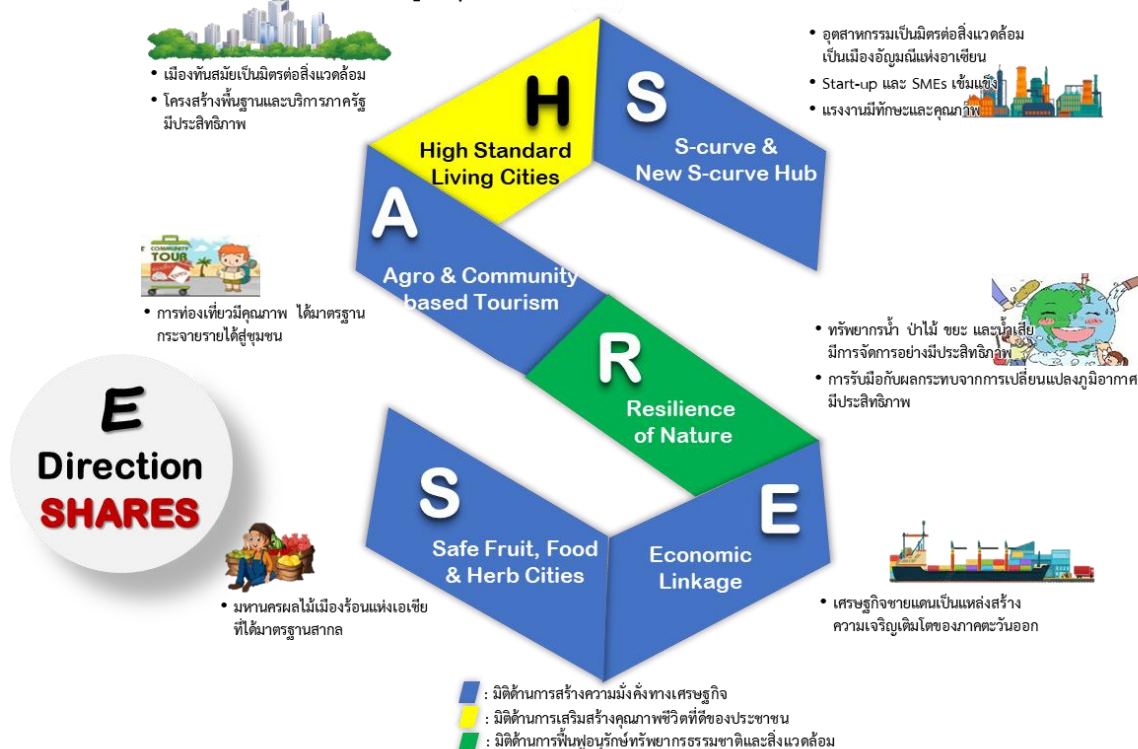 • เมืองทันสมัยเป็นมิตรต่อสิ่งแวดล้อม
• โครงสร้างพื้นฐานและบริการภาครัฐ
มีประสิทธิภาพ
H
High Standard
Living Cities
S
S-curve &
New S-curve Hub
• อุตสาหกรรมเป็นมิตรต่อสิ่งแวดล้อม
เป็นเมืองอัญมณีแห่งอาเซียน
• Start-up และ SMEs เข้มแข็ง
• แรงงานมีทักษะและคุณภาพ
COMMUNITY
TOUR
• การท่องเที่ยวมีคุณภาพ ได้มาตรฐาน
กระจายรายได้สู่ชุมชน
A
Agro & Community
based Tourism
R
Resilience
of Nature
• ทรัพยากรน้ำ ป่าไม้ ขยะ และน้ำเสีย
มีการจัดการอย่างมีประสิทธิภาพ
• การรับมือกับผลกระทบจากการเปลี่ยนแปลงภูมิอากาศ
มีประสิทธิภาพ
E
Direction
SHARES
S
Safe Fruit, Food
& Herb Cities
• มหานครผลไม้เมืองร้อนแห่งเอเชีย
ที่ได้มาตรฐานสากล
E
Economic
Linkage
• เศรษฐกิจชายแดนเป็นแหล่งสร้าง
ความเจริญเติบโตของภาคตะวันออก
: มิติด้านการสร้างความมั่งคั่งทางเศรษฐกิจ
: มิติด้านการเสริมสร้างคุณภาพชีวิตที่ดีของประชาชน
: มิติด้านการฟื้นฟูอนุรักษ์ทรัพยากรธรรมชาติและสิ่งแวดล้อม